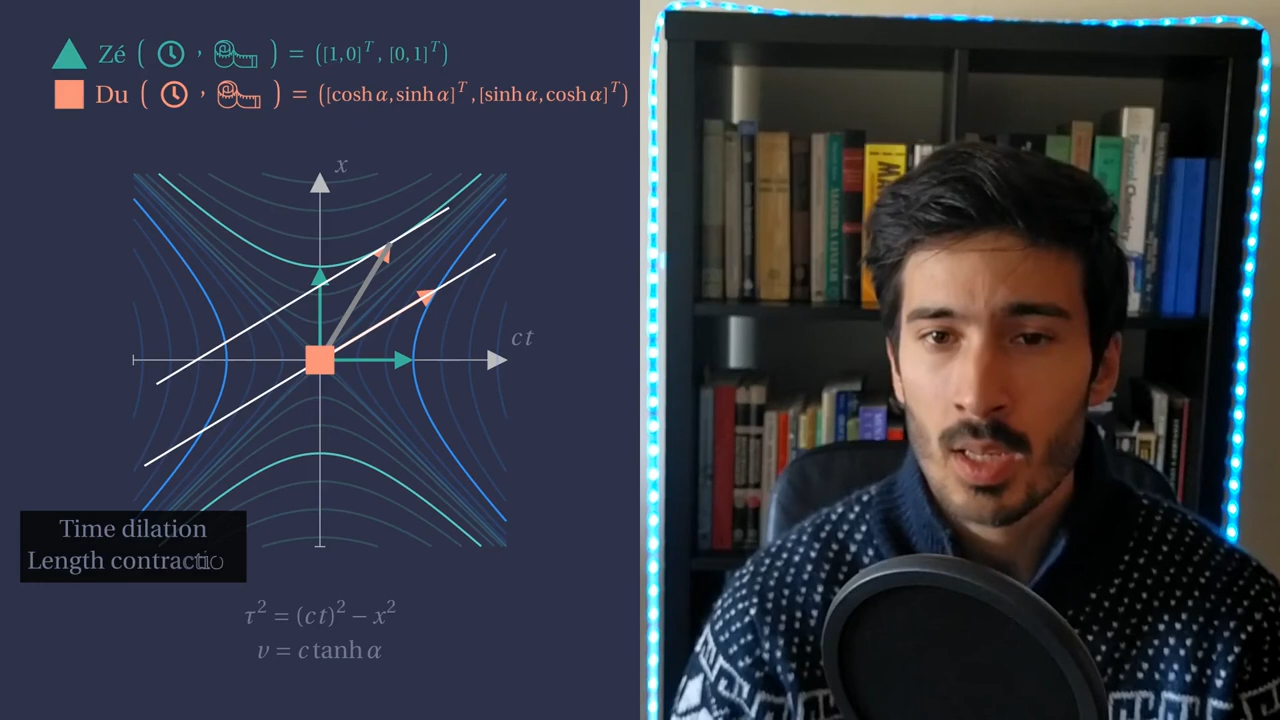 Zé ( , ) = ([1,0]ᵀ, [0,1]ᵀ)
Du ( , ) = ([cosh α, sinh α]ᵀ, [sinh α, cosh α]ᵀ)
x
ct
Time dilation
Length contractio
τ² = (ct)² − x²
v = c tanh α